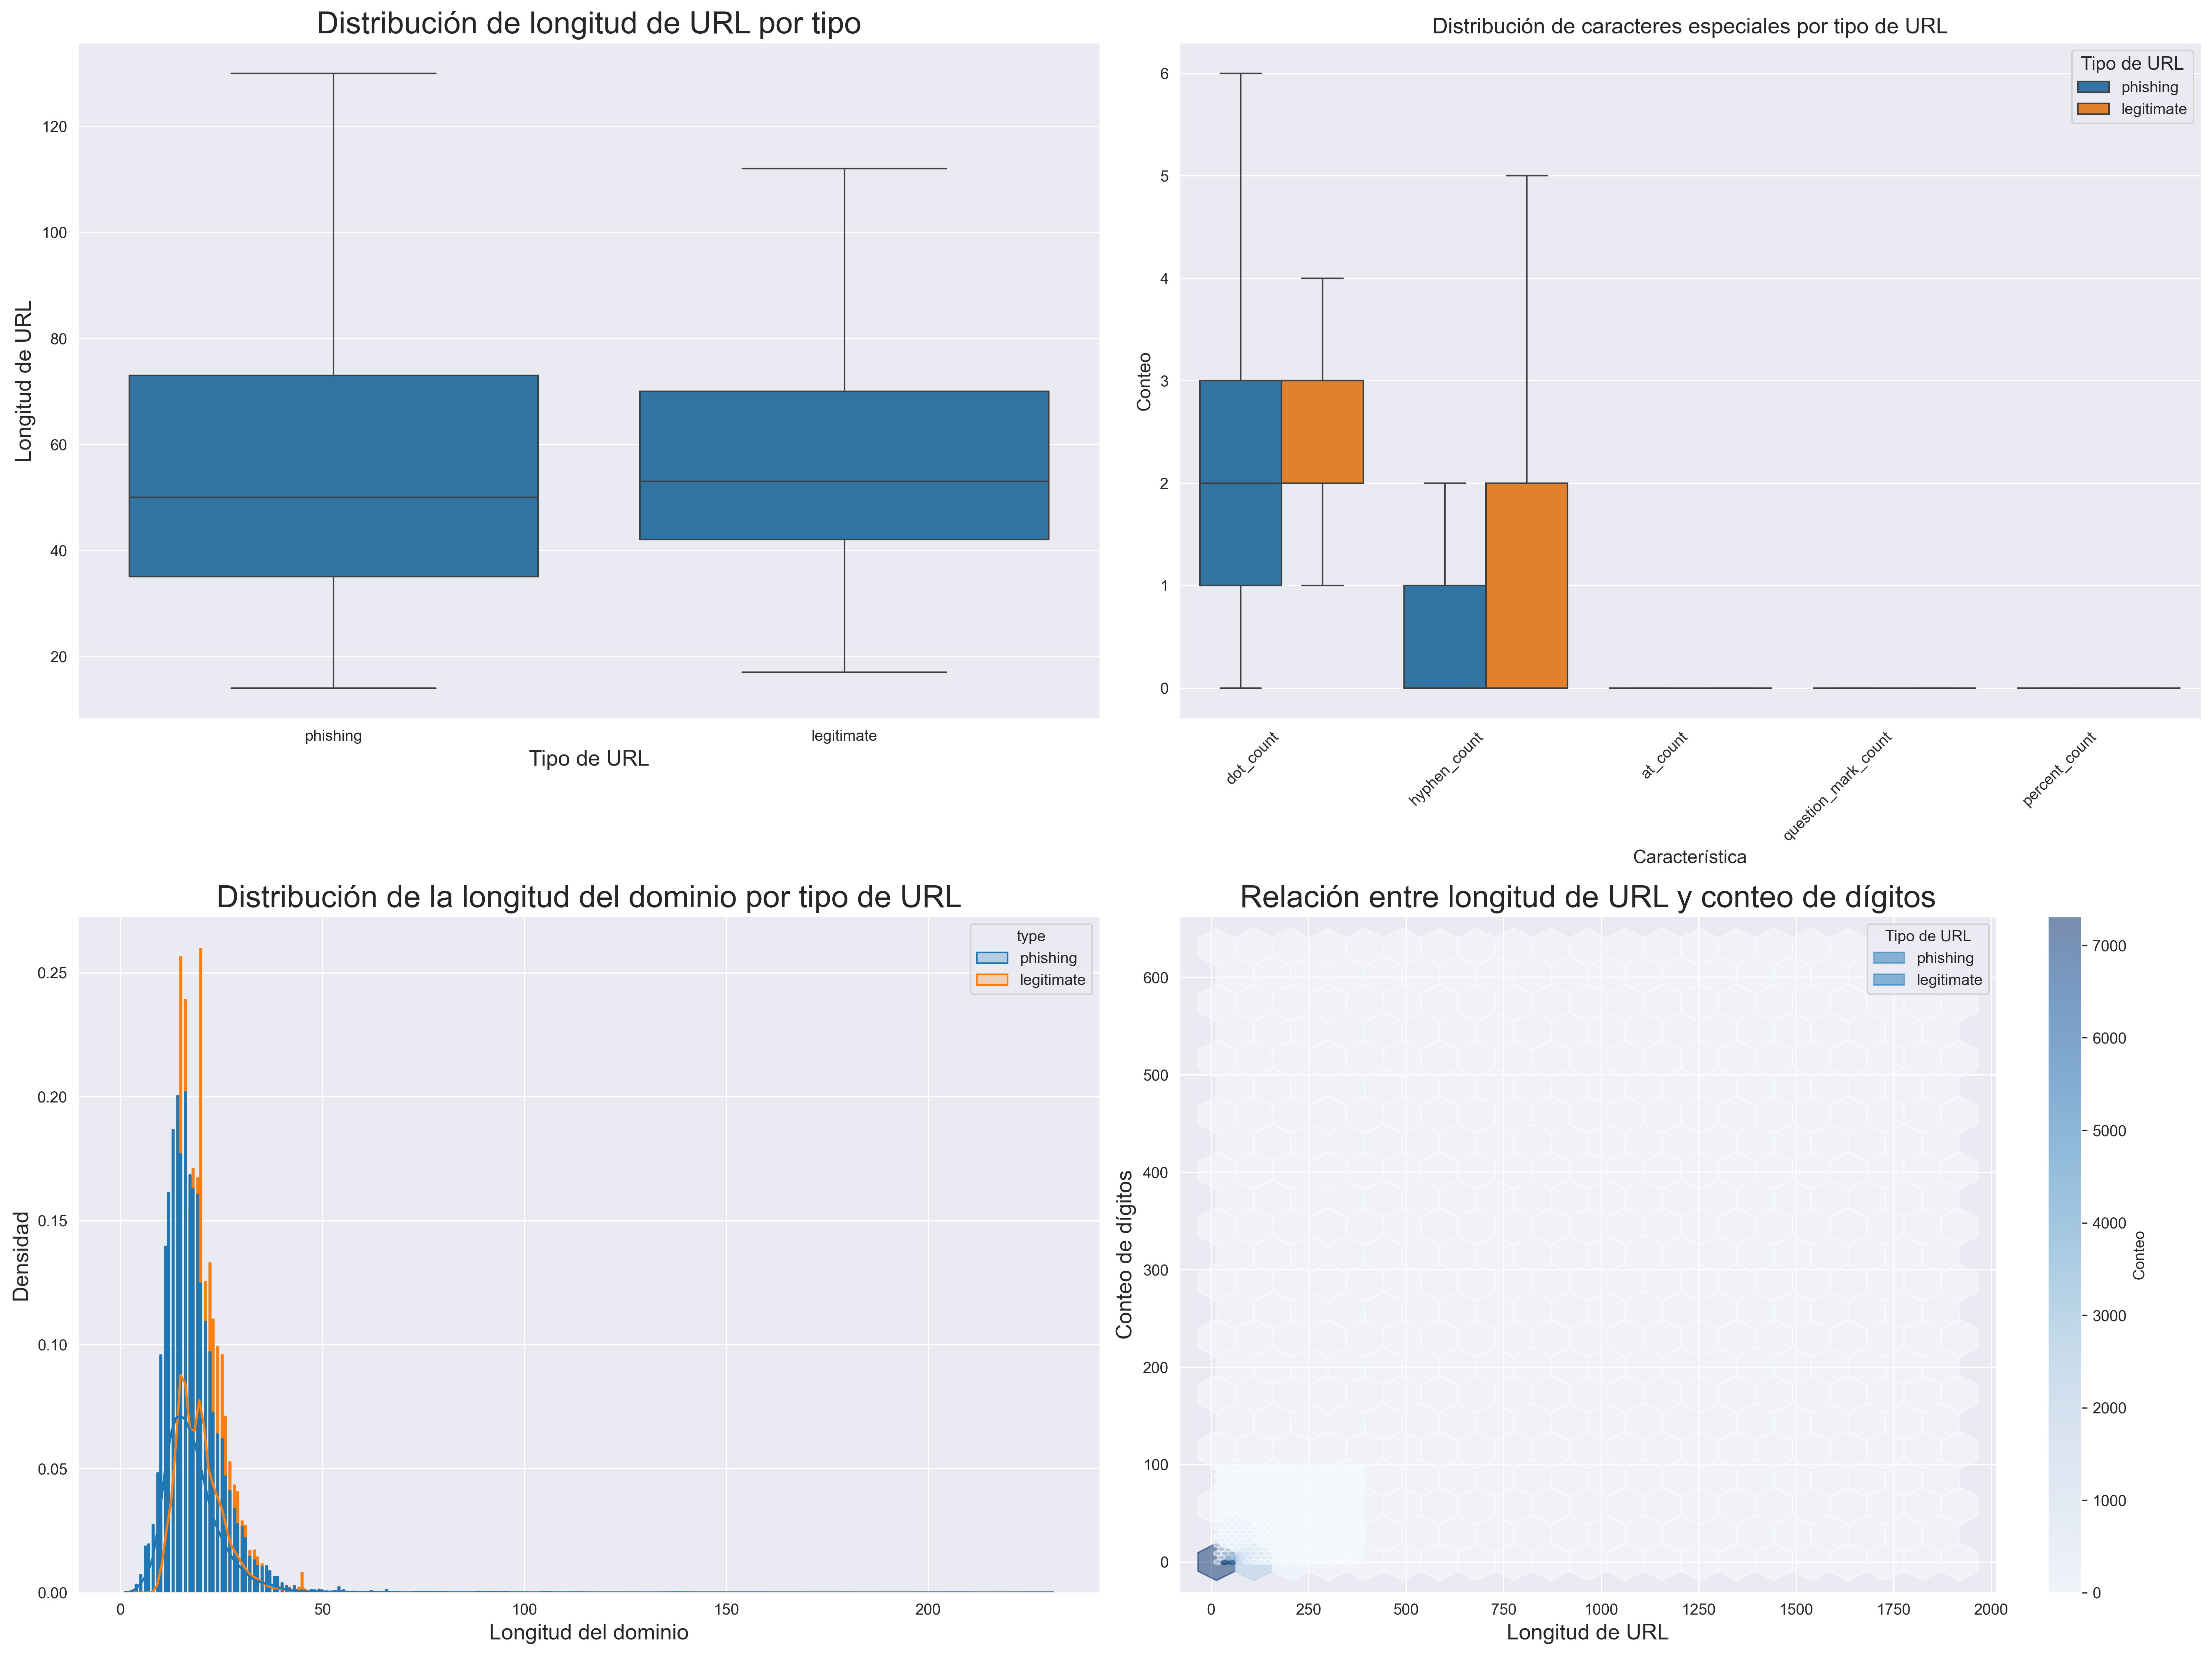 Distribución de longitud de URL por tipo
Longitud de URL
120
100
80
60
40
20
phishing
legitimate
Tipo de URL
Distribución de caracteres especiales por tipo de URL
Tipo de URL
phishing
legitimate
Conteo
6
5
4
3
2
1
0
dot_count
hyphen_count
at_count
question_mark_count
percent_count
Característica
Distribución de la longitud del dominio por tipo de URL
type
phishing
legitimate
Densidad
0.25
0.20
0.15
0.10
0.05
0.00
0
50
100
150
200
Longitud del dominio
Relación entre longitud de URL y conteo de dígitos
Tipo de URL
phishing
legitimate
Conteo de dígitos
600
500
400
300
200
100
0
0
250
500
750
1000
1250
1500
1750
2000
Longitud de URL
7000
6000
5000
4000
3000
2000
1000
0
Conteo